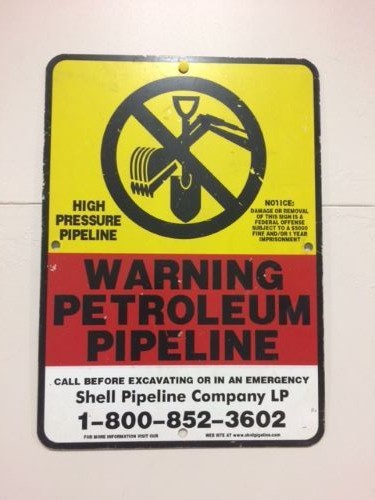 HIGH
PRESSURE
PIPELINE
NOTICE:
DAMAGE OR REMOVAL
OF THIS SIGN IS A
FEDERAL OFFENSE
SUBJECT TO A $5000
FINE AND/OR 1 YEAR
IMPRISONMENT
WARNING
PETROLEUM
PIPELINE
CALL BEFORE EXCAVATING OR IN AN EMERGENCY
Shell Pipeline Company LP
1-800-852-3602
FOR MORE INFORMATION VISIT OUR WEB SITE AT www.shellpipeline.com